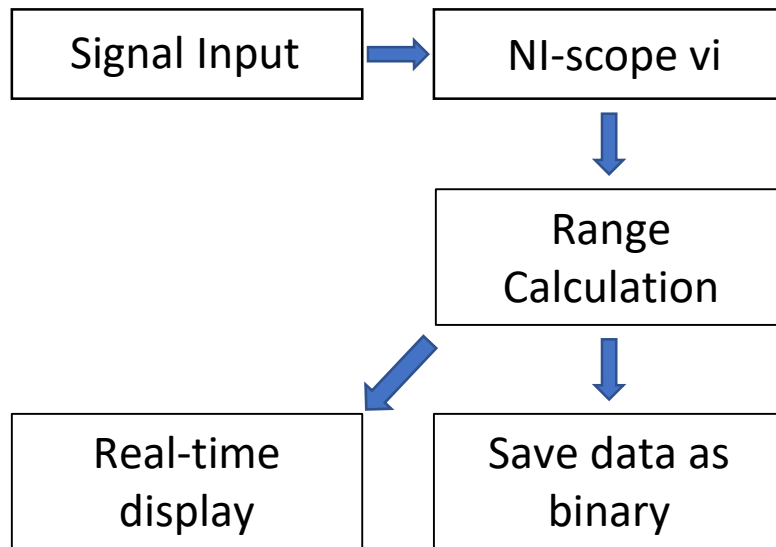 Signal Input
NI-scope vi
Range
Calculation
Real-time
display
Save data as
binary